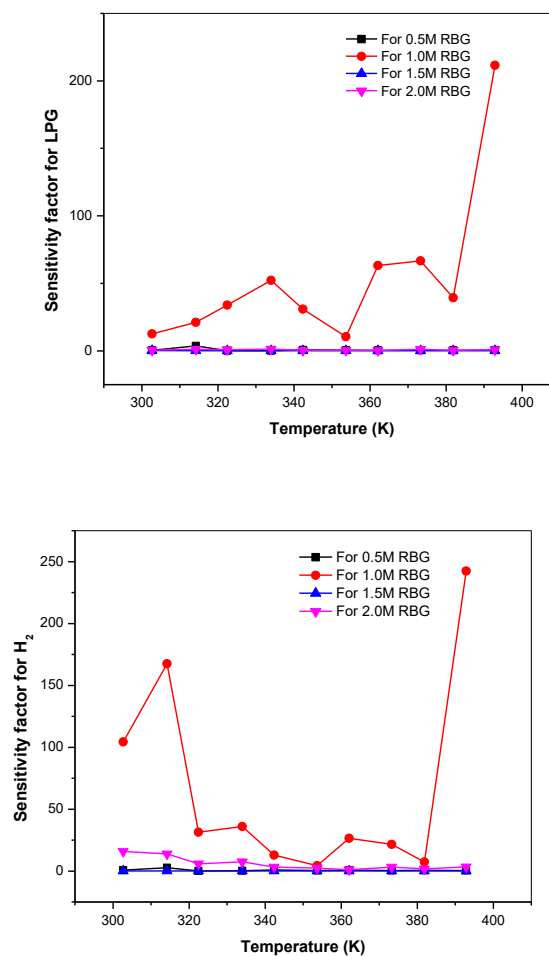 For 0.5M RBG
For 1.0M RBG
For 1.5M RBG
For 2.0M RBG
200
100
0
Sensitivity factor for LPG
300 320 340 360 380 400
Temperature (K)
For 0.5M RBG
For 1.0M RBG
For 1.5M RBG
For 2.0M RBG
250
200
150
100
50
0
Sensitivity factor for H₂
300 320 340 360 380 400
Temperature (K)